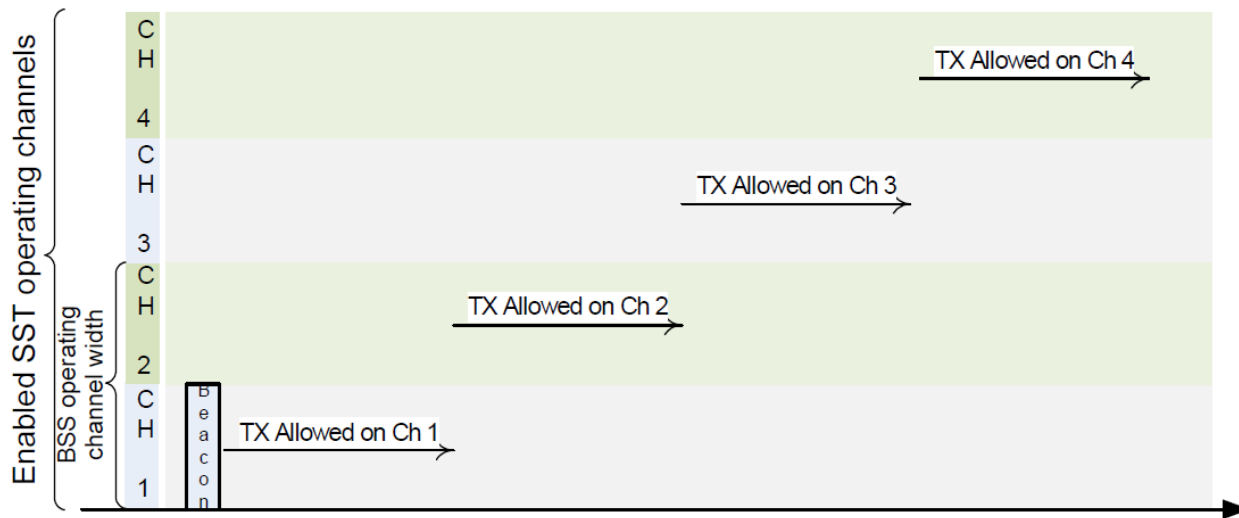 Enabled SST operating channels
BSS operating
channel width
C
H
4
TX Allowed on Ch 4
C
H
3
TX Allowed on Ch 3
C
H
2
TX Allowed on Ch 2
C
H
1
Beacon
TX Allowed on Ch 1